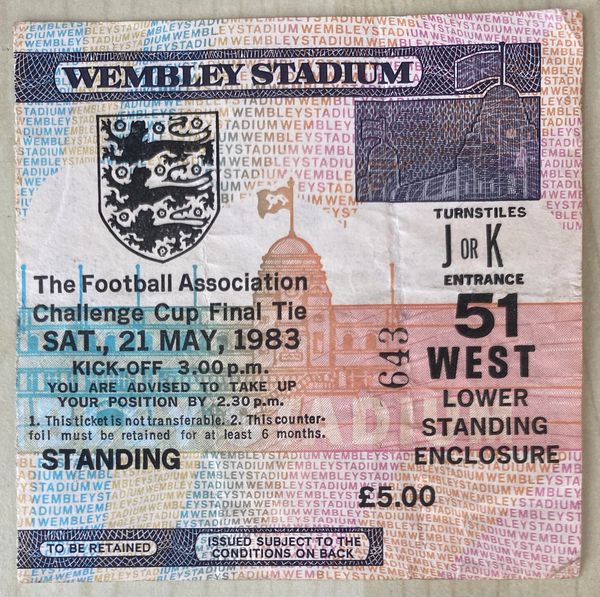 WEMBLEY STADIUM
The Football Association
Challenge Cup Final Tie
SAT., 21 MAY, 1983
KICK-OFF 3.00 p.m.
YOU ARE ADVISED TO TAKE UP
YOUR POSITION BY 2.30 p.m.
1. This ticket is not transferable. 2. This counter-
foil must be retained for at least 6 months.
STANDING
643
TURNSTILES
J OR K
ENTRANCE
51
WEST
LOWER
STANDING
ENCLOSURE
£5.00
TO BE RETAINED
ISSUED SUBJECT TO THE
CONDITIONS ON BACK